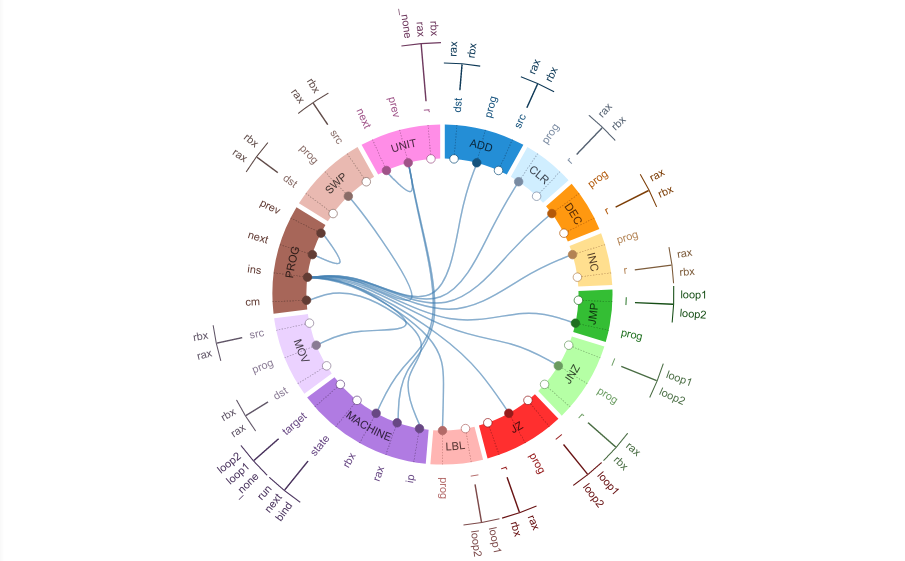 _none
rax
rbx
next
prev
r
UNIT
rax
rbx
dst
prog
src
rax
rbx
ADD
prog
r
rax
rbx
CLR
prog
r
rax
rbx
DEC
prog
r
rax
rbx
INC
l
loop1
loop2
prog
JMP
l
loop1
loop2
prog
r
rax
rbx
JNZ
l
loop1
loop2
prog
r
rax
rbx
JZ
l
loop1
loop2
prog
LBL
ip
rax
rbx
state
run
next
bind
target
loop2
loop1
_none
MACHINE
dst
rbx
rax
prog
src
rbx
rax
MOV
cm
ins
next
prev
PROG
dst
rbx
rax
prog
src
rbx
rax
SWP